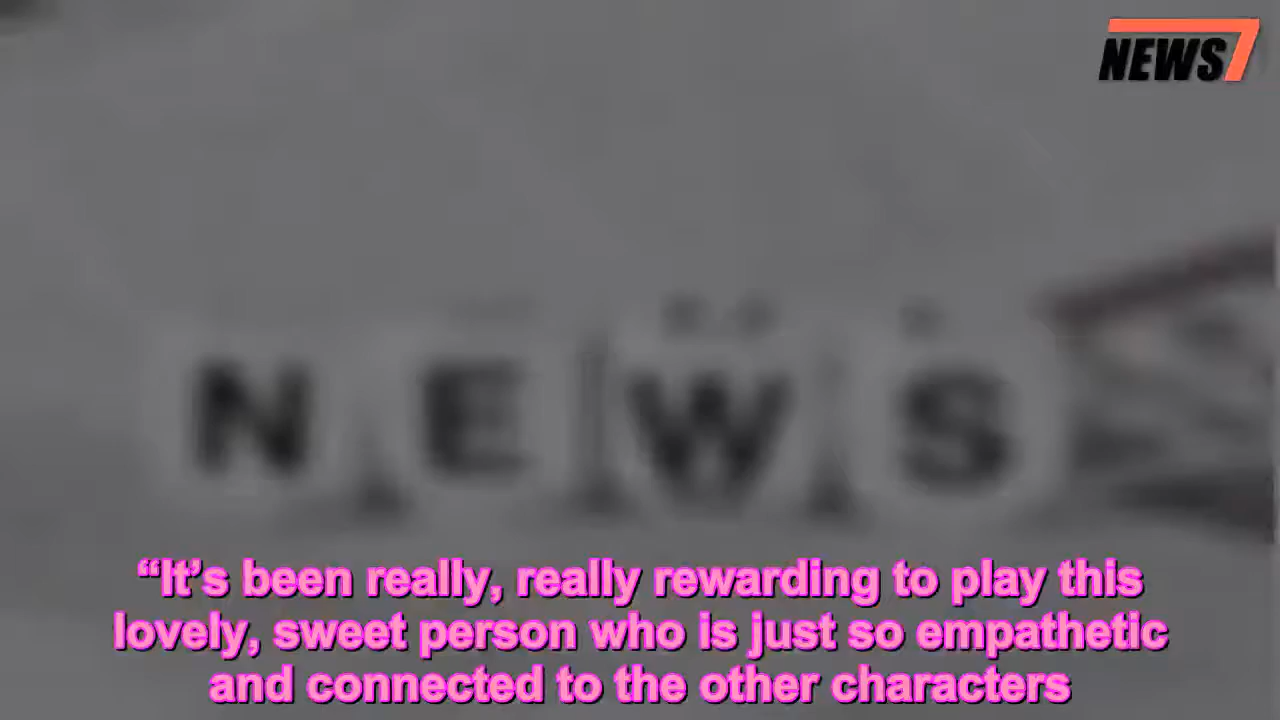 NEWS7
NEWS
“It’s been really, really rewarding to play this
lovely, sweet person who is just so empathetic
and connected to the other characters